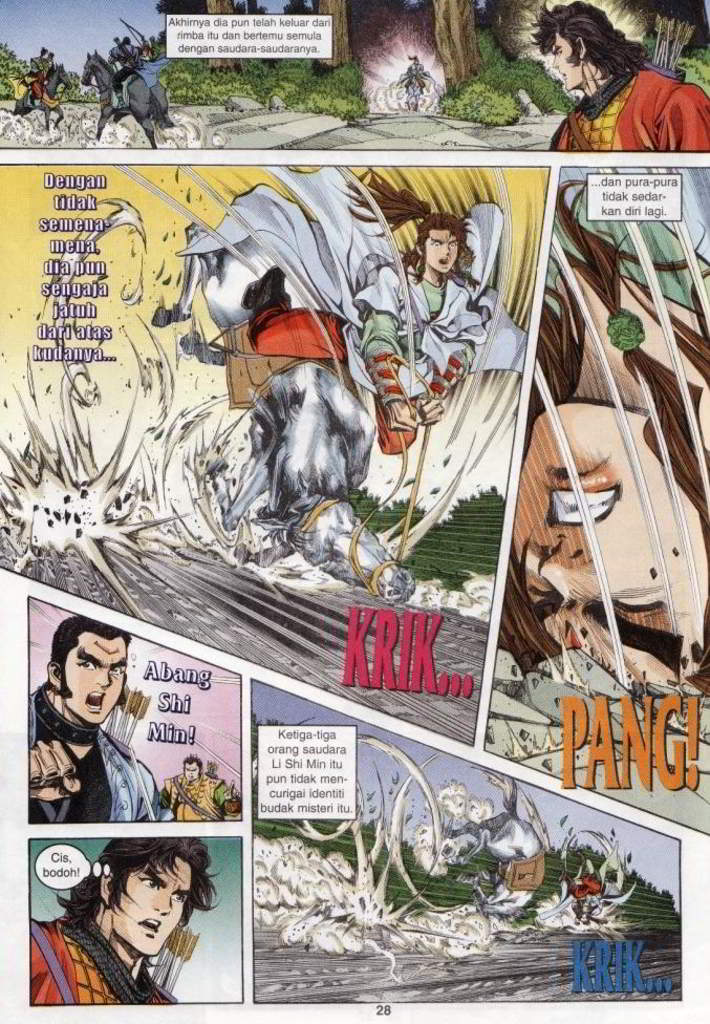 Akhirnya dia pun telah keluar dari
rimba itu dan bertemu semula
dengan saudara-saudaranya.
Dengan
tidak
semena-
mena,
dia pun
sengaja
jatuh
dari atas
kudanya...
KRIK...
...dan pura-pura
tidak sedar-
kan diri lagi.
PANG!
Abang
Shi
Min!
Cis,
bodoh!
Ketiga-tiga
orang saudara
Li Shi Min itu
pun tidak men-
curigai identiti
budak misteri itu.
KRIK...
28